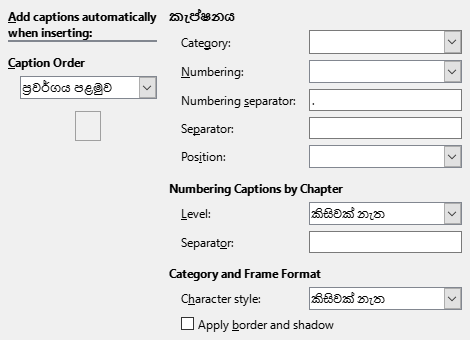 Add captions automatically
when inserting:
Caption Order
ප්‍රවර්ගය පළමුව
කැප්ෂනය
Category:
Numbering:
Numbering separator: .
Separator:
Position:
Numbering Captions by Chapter
Level: කිසිවක් නැත
Separator:
Category and Frame Format
Character style: කිසිවක් නැත
Apply border and shadow